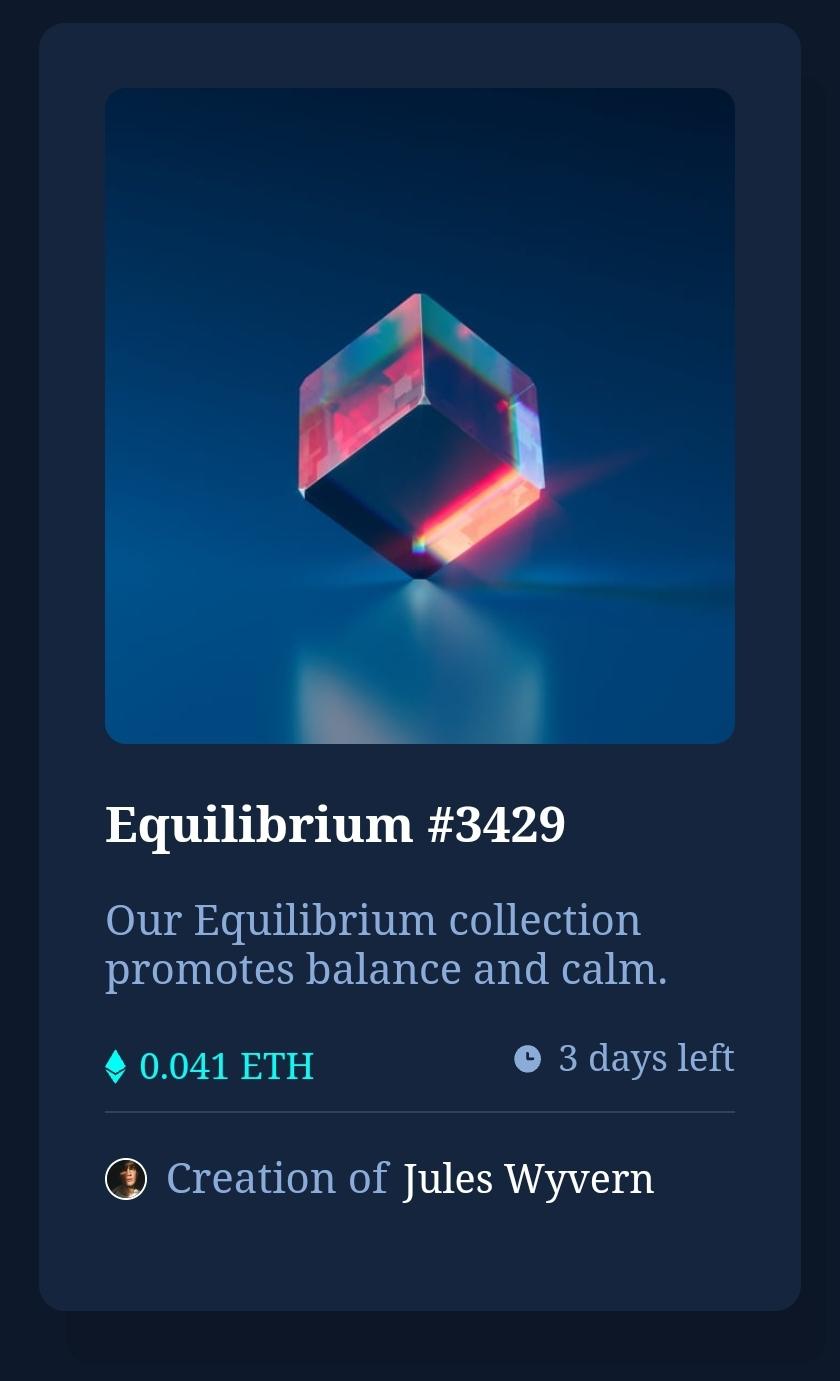 Equilibrium #3429
Our Equilibrium collection
promotes balance and calm.
0.041 ETH
3 days left
Creation of Jules Wyvern